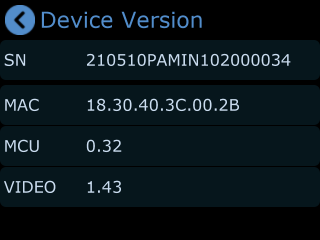 Device Version
SN 210510PAMIN102000034
MAC 18.30.40.3C.00.2B
MCU 0.32
VIDEO 1.43